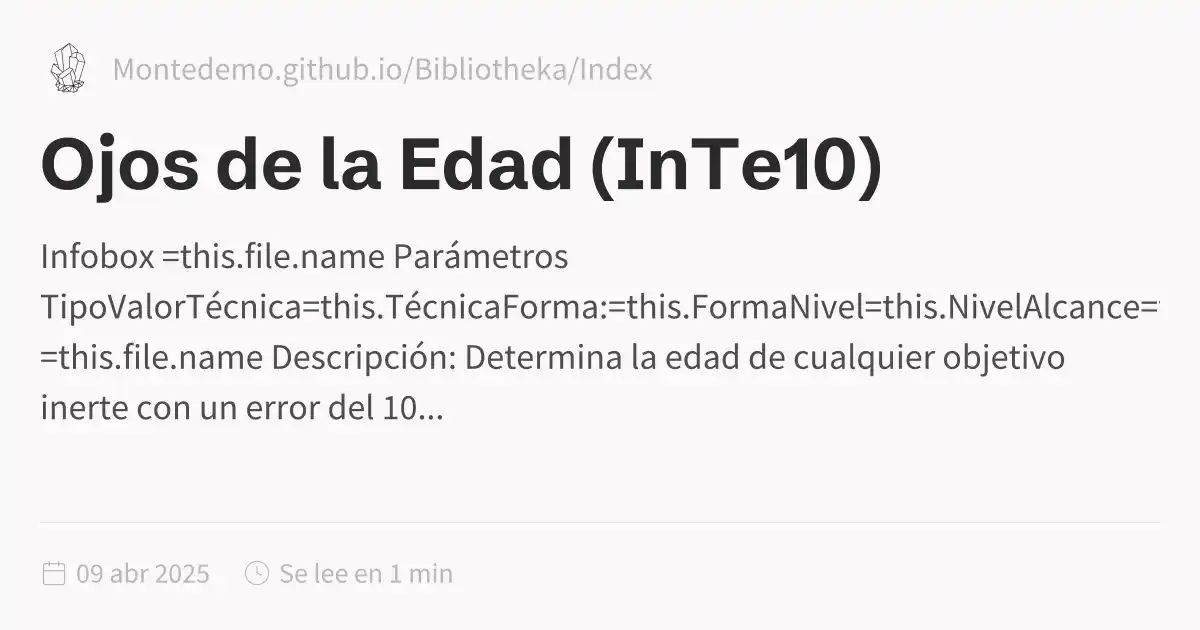 Montedemo.github.io/Bibliotheka/Index
Ojos de la Edad (InTe10)
Infobox =this.file.name Parámetros
TipoValorTécnica=this.TécnicaForma:=this.FormaNivel=this.NivelAlcance=
=this.file.name Descripción: Determina la edad de cualquier objetivo
inerte con un error del 10...
09 abr 2025 Se lee en 1 min